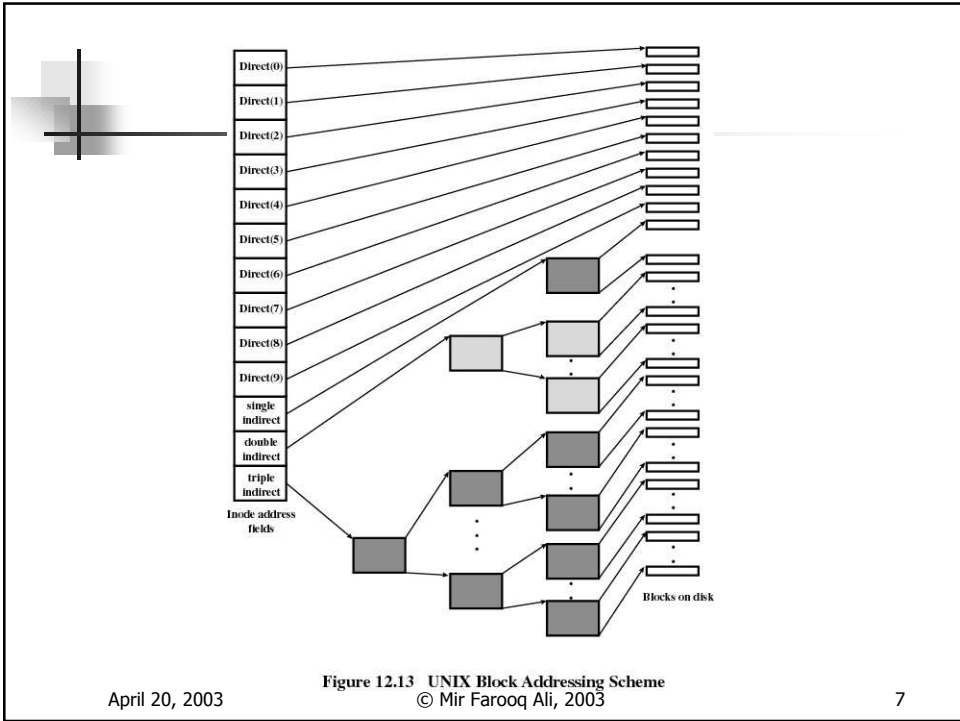 Direct(0)
Direct(1)
Direct(2)
Direct(3)
Direct(4)
Direct(5)
Direct(6)
Direct(7)
Direct(8)
Direct(9)
single
indirect
double
indirect
triple
indirect
Inode address
fields
Blocks on disk
Figure 12.13 UNIX Block Addressing Scheme
April 20, 2003
© Mir Farooq Ali, 2003
7